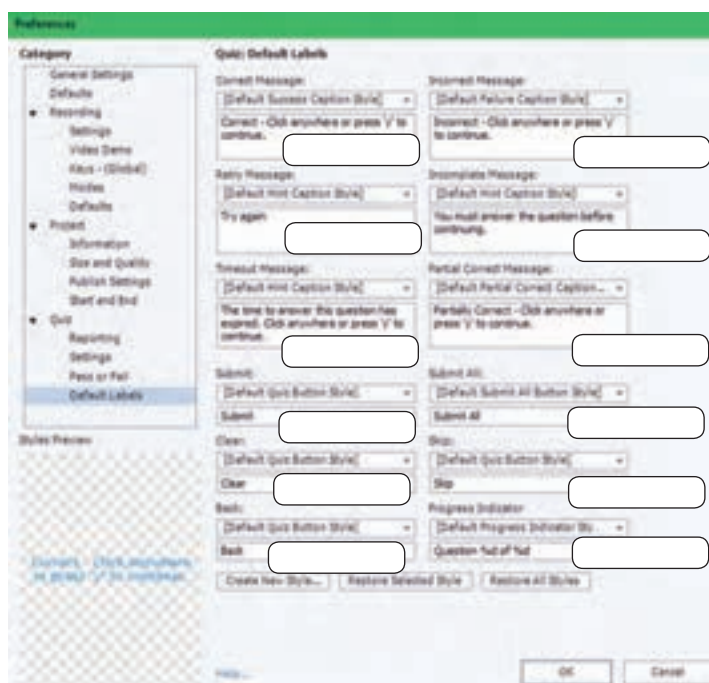 Preferences
Category
General Settings
Defaults
Recording
Settings
Video Demo
Keys - (Global)
Modes
Defaults
Project
Information
Size and Quality
Publish Settings
Start and End
Quiz
Reporting
Settings
Pass or Fail
Default Labels
Styles Preview
Correct - Click anywhere
or press 'y' to continue.
Quiz: Default Labels
Correct Message:
[Default Success Caption Style]
Correct - Click anywhere or press 'y' to
continue.
Incorrect Message:
[Default Failure Caption Style]
Incorrect - Click anywhere or press 'y'
to continue.
Retry Message:
[Default Hint Caption Style]
Try again
Incomplete Message:
[Default Hint Caption Style]
You must answer the question before
continuing.
Timeout Message:
[Default Hint Caption Style]
The time to answer this question has
expired. Click anywhere or press 'y' to
continue.
Partial Correct Message:
[Default Partial Correct Caption...
Partially Correct - Click anywhere or
press 'y' to continue.
Submit:
[Default Quiz Button Style]
Submit
Submit All:
[Default Submit All Button Style]
Submit All
Clear:
[Default Quiz Button Style]
Clear
Skip:
[Default Quiz Button Style]
Skip
Back:
[Default Quiz Button Style]
Back
Progress Indicator
[Default Progress Indicator Sty...
Question %d of %d
Create New Style...
Restore Selected Style
Restore All Styles
Help...
OK
Cancel